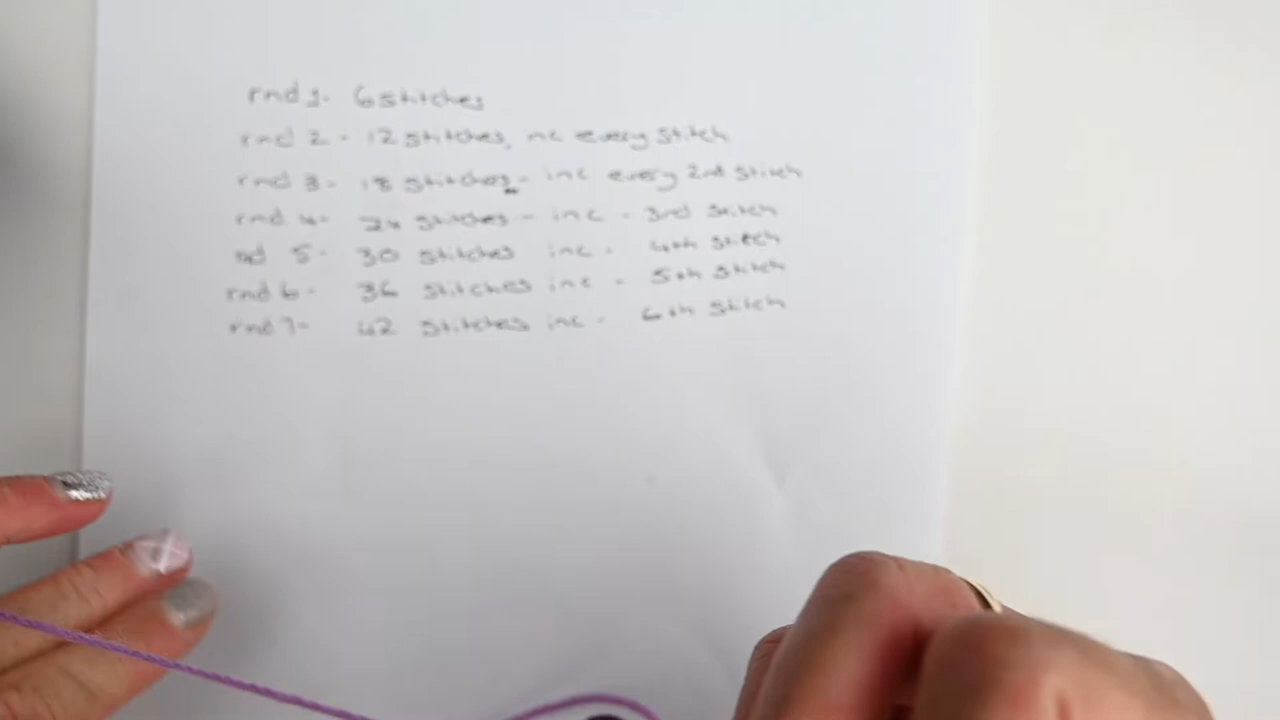 rnd 1- 6 stitches
rnd 2 - 12 stitches, inc every stitch
rnd 3- 18 stitches- inc every 2nd stitch
rnd 4- 24 stitches - inc - 3rd stitch
rnd 5- 30 stitches inc - 4th stitch
rnd 6- 36 stitches inc - 5th stitch
rnd 7- 42 stitches inc - 6th stitch